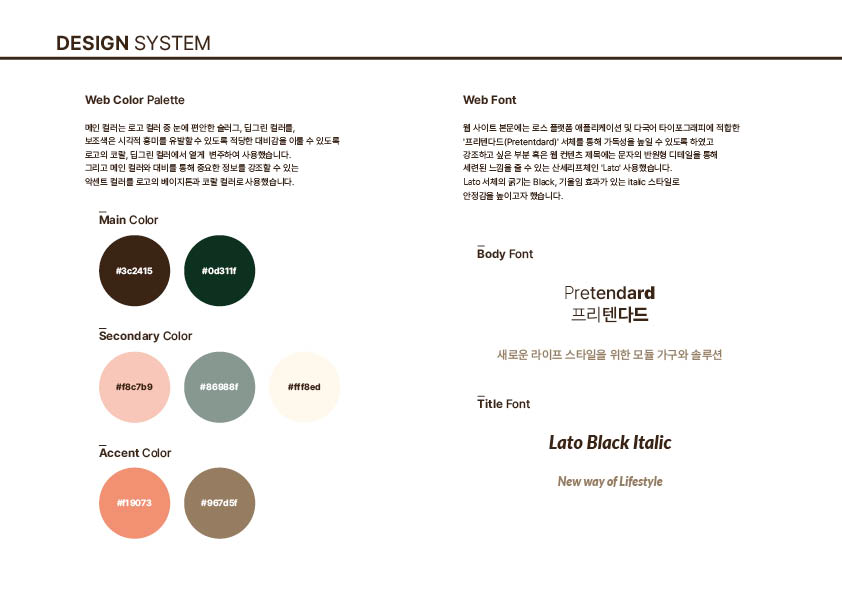 DESIGN SYSTEM
Web Color Palette
메인 컬러는 로고 컬러 중 눈에 편안한 슬러그, 딥그린 컬러를,
보조색은 시각적 흥미를 유발할 수 있도록 적당한 대비감을 이룰 수 있도록
로고의 코랄, 딥그린 컬러에서 옅게 변주하여 사용했습니다.
그리고 메인 컬러와 대비를 통해 중요한 정보를 강조할 수 있는
악센트 컬러를 로고의 베이지톤과 코랄 컬러로 사용했습니다.
Main Color
#3c2415
#0d311f
Secondary Color
#f8c7b9
#86988f
#fff8ed
Accent Color
#f19073
#967d5f
Web Font
웹 사이트 본문에는 로스 플랫폼 애플리케이션 및 다국어 타이포그래피에 적합한
'프리텐다드(Pretentdard)' 서체를 통해 가독성을 높일 수 있도록 하였고
강조하고 싶은 부분 혹은 웹 컨텐츠 제목에는 문자의 반원형 디테일을 통해
세련된 느낌을 줄 수 있는 산세리프체인 'Lato' 사용했습니다.
Lato 서체의 굵기는 Black, 기울임 효과가 있는 italic 스타일로
안정감을 높이고자 했습니다.
Body Font
Pretendard
프리텐다드
새로운 라이프 스타일을 위한 모듈 가구와 솔루션
Title Font
Lato Black Italic
New way of Lifestyle